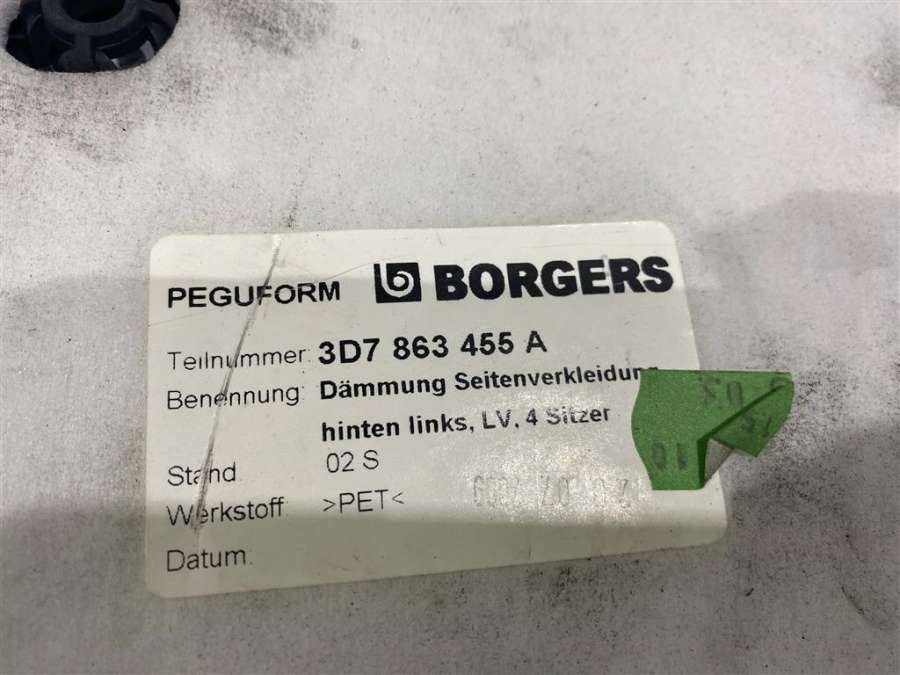 PEGUFORM BORGERS
Teilnummer: 3D7 863 455 A
Benennung: Dämmung Seitenverkleidung
hinten links, LV, 4 Sitzer
Stand 02 S
Werkstoff >PET<
Datum